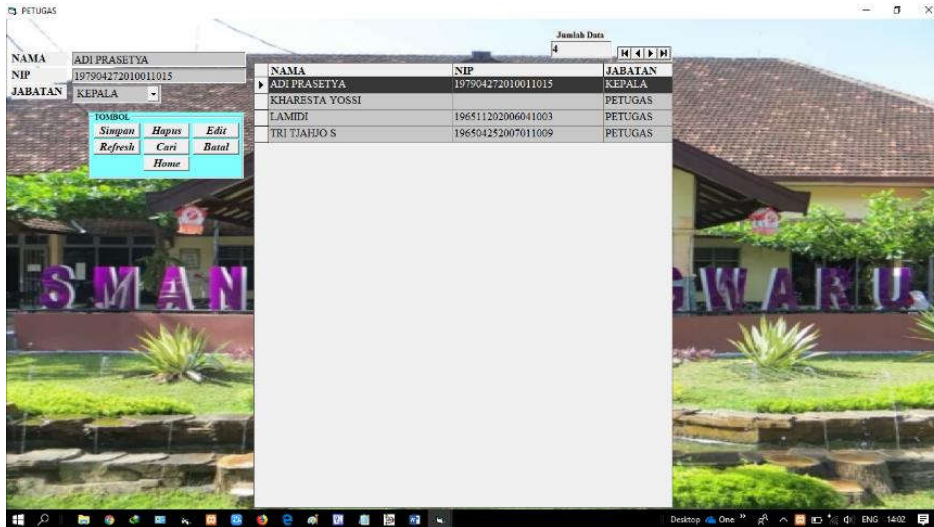 PETUGAS
Jumlah Data
4
NAMA ADI PRASETYA
NIP 197904272010011015
JABATAN KEPALA
TOMBOL
Simpan Hapus Edit
Refresh Cari Batal
Home
NAMA NIP JABATAN
ADI PRASETYA 197904272010011015 KEPALA
KHARESTA YOSSI PETUGAS
LAMIDI 196511202006041003 PETUGAS
TRI TJAHJO S 196504252007011009 PETUGAS
SMAN GWARU
Desktop One ENG 14:02